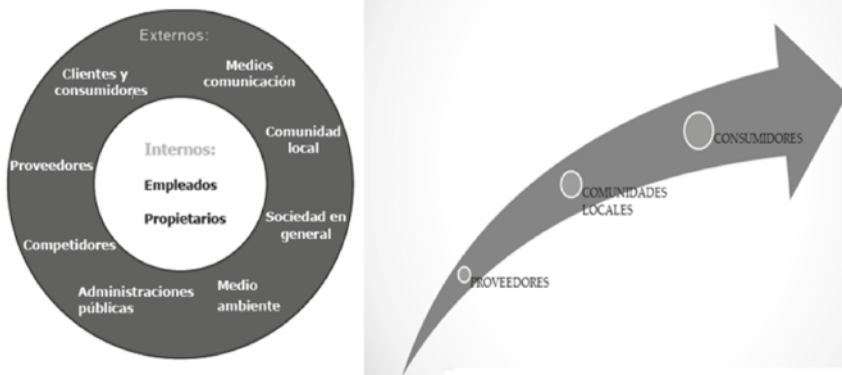 Externos:
Clientes y
consumidores
Medios
comunicación
Comunidad
local
Proveedores
Internos:
Empleados
Propietarios
Sociedad en
general
Competidores
Administraciones
públicas
Medio
ambiente
CONSUMIDORES
COMUNIDADES
LOCALES
PROVEEDORES